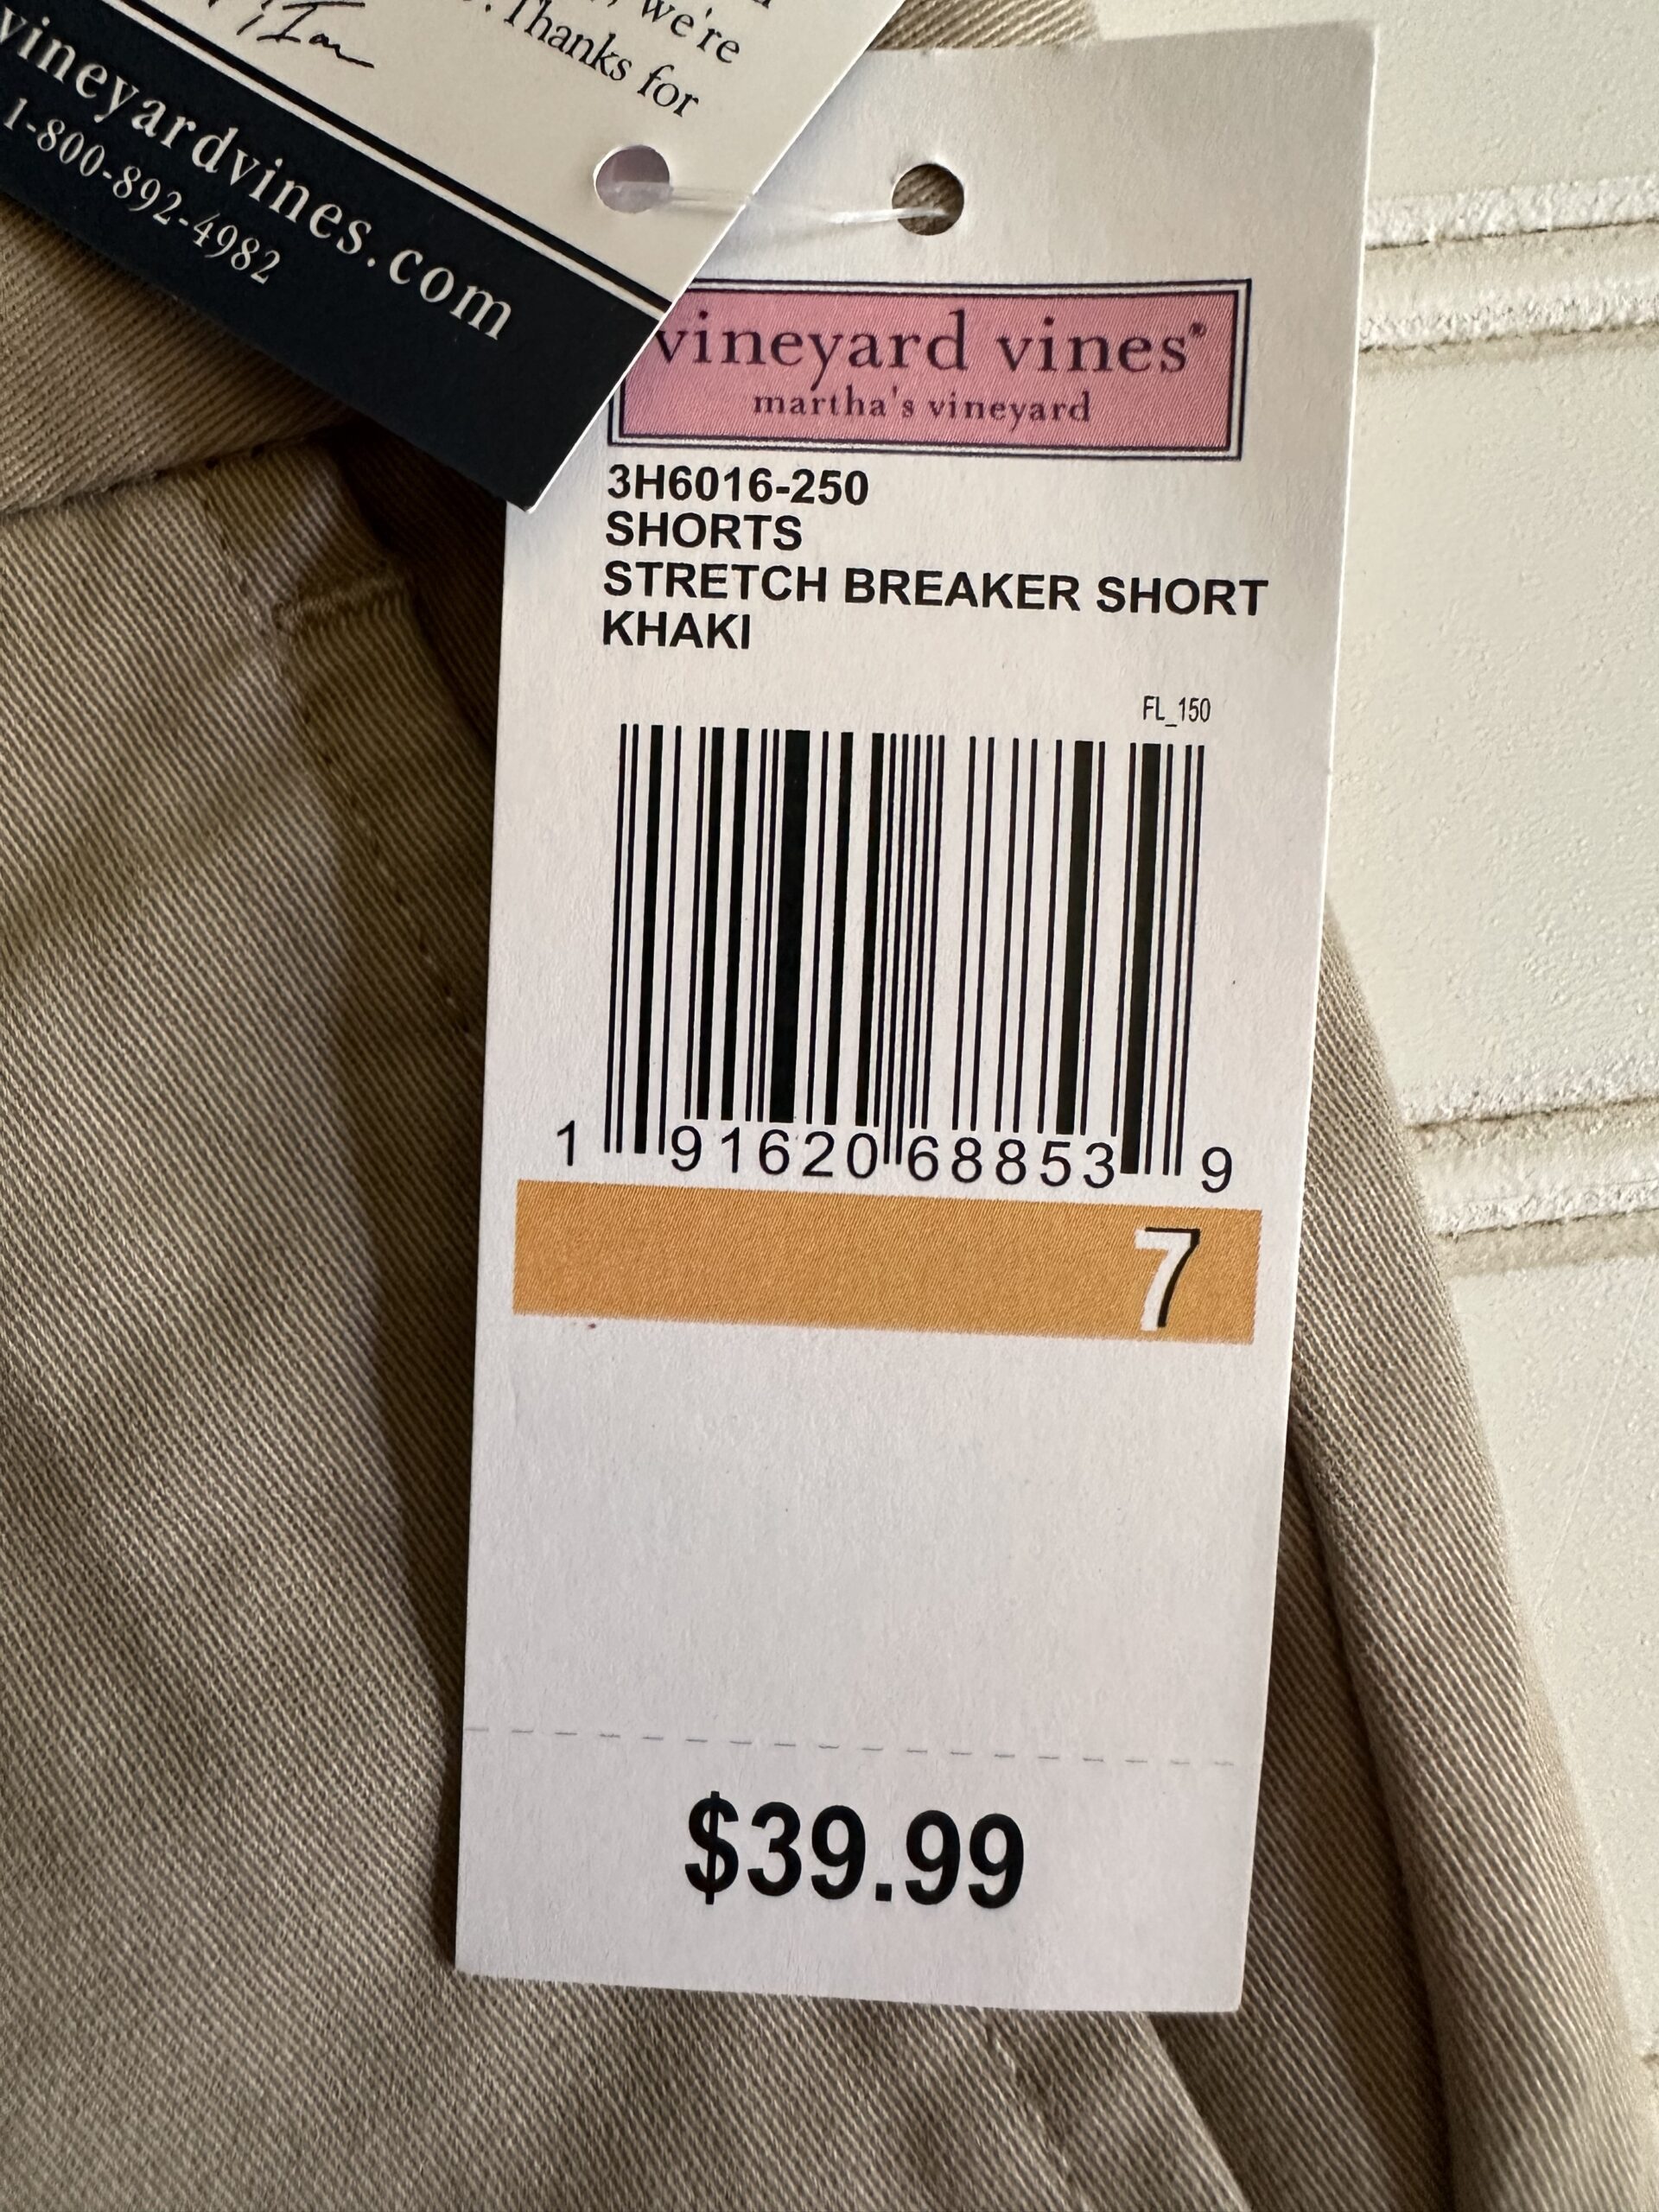 we're
. Thanks for
Ian
vineyardvines.com
1-800-892-4982
vineyard vines®
martha's vineyard
3H6016-250
SHORTS
STRETCH BREAKER SHORT
KHAKI
FL_150
1 91620 68853 9
7
$39.99